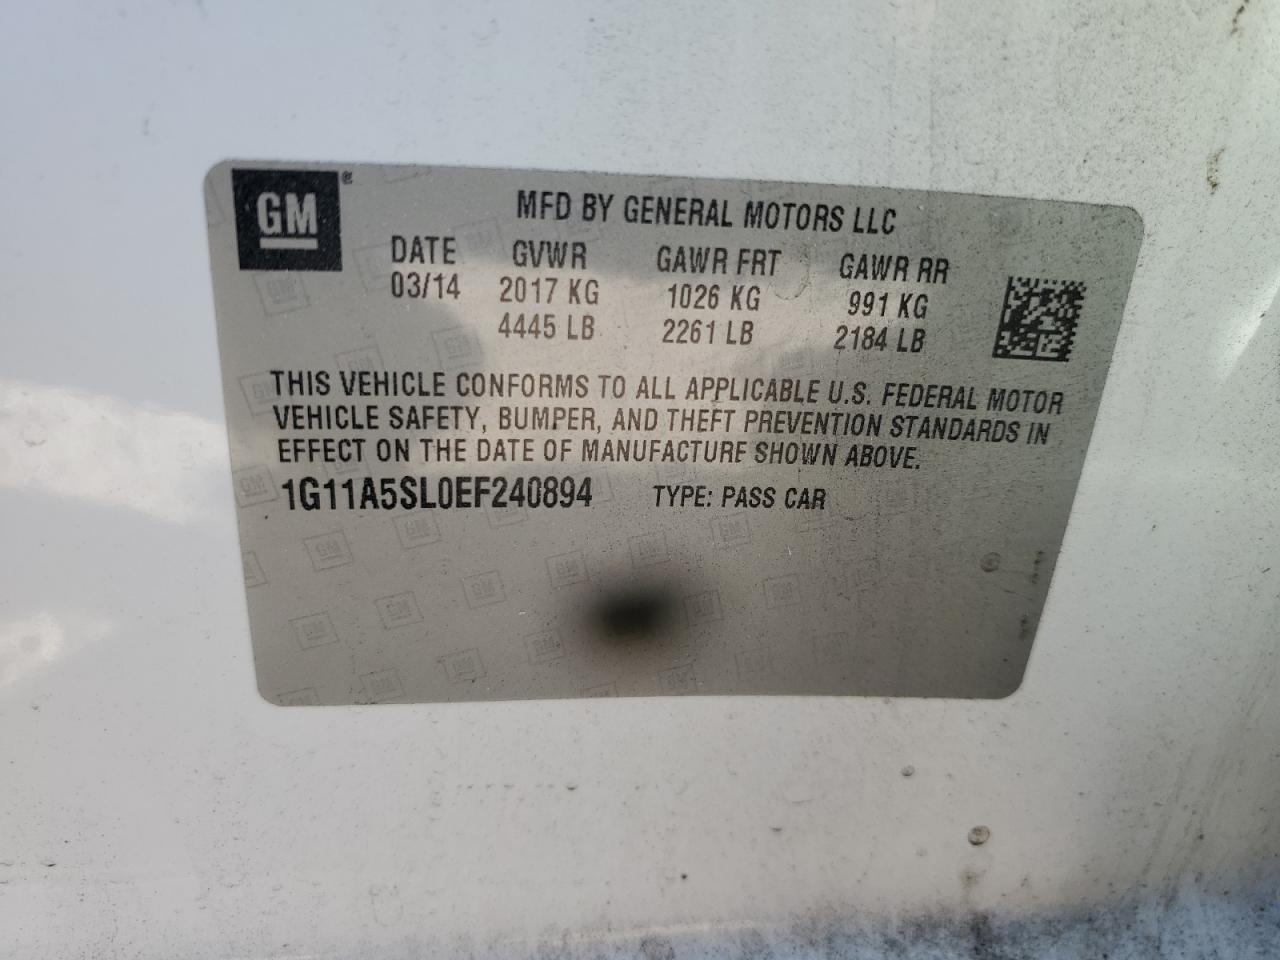 GM®
MFD BY GENERAL MOTORS LLC
DATE GVWR GAWR FRT GAWR RR
03/14 2017 KG 1026 KG 991 KG
4445 LB 2261 LB 2184 LB
THIS VEHICLE CONFORMS TO ALL APPLICABLE U.S. FEDERAL MOTOR
VEHICLE SAFETY, BUMPER, AND THEFT PREVENTION STANDARDS IN
EFFECT ON THE DATE OF MANUFACTURE SHOWN ABOVE.
1G11A5SL0EF240894 TYPE: PASS CAR